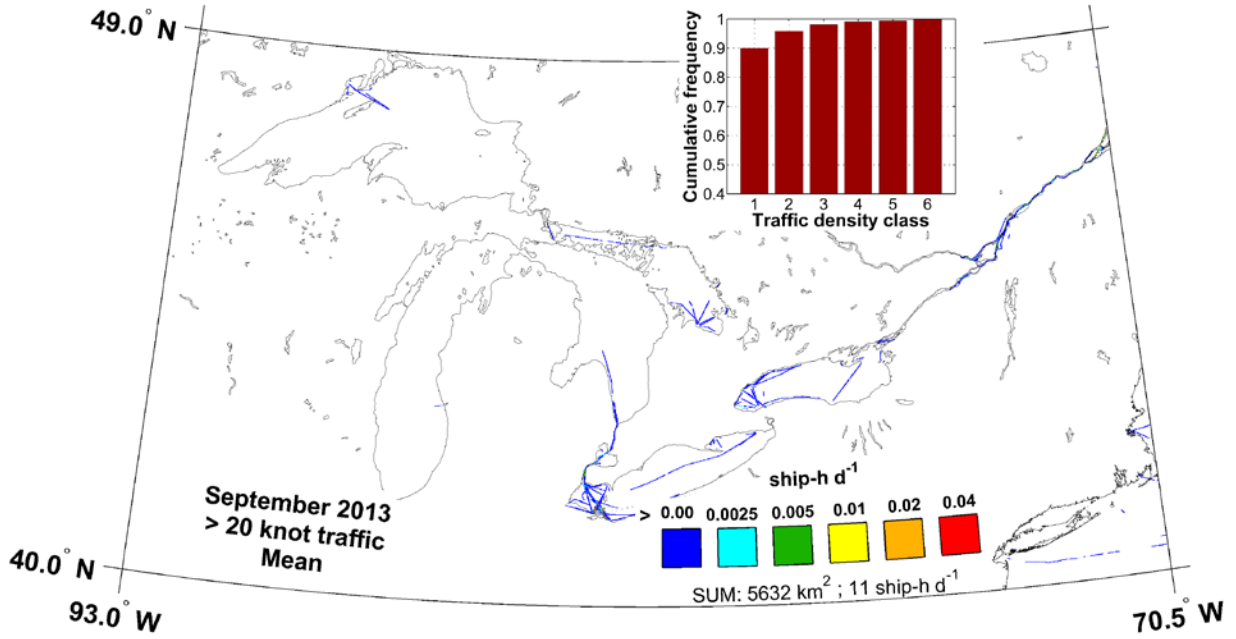 49.0° N
Cumulative frequency
1
0.9
0.8
0.7
0.6
0.5
0.4
1 2 3 4 5 6
Traffic density class
September 2013
> 20 knot traffic
Mean
ship-h d⁻¹
> 0.00 0.0025 0.005 0.01 0.02 0.04
SUM: 5632 km² ; 11 ship-h d⁻¹
40.0° N
93.0° W
70.5° W